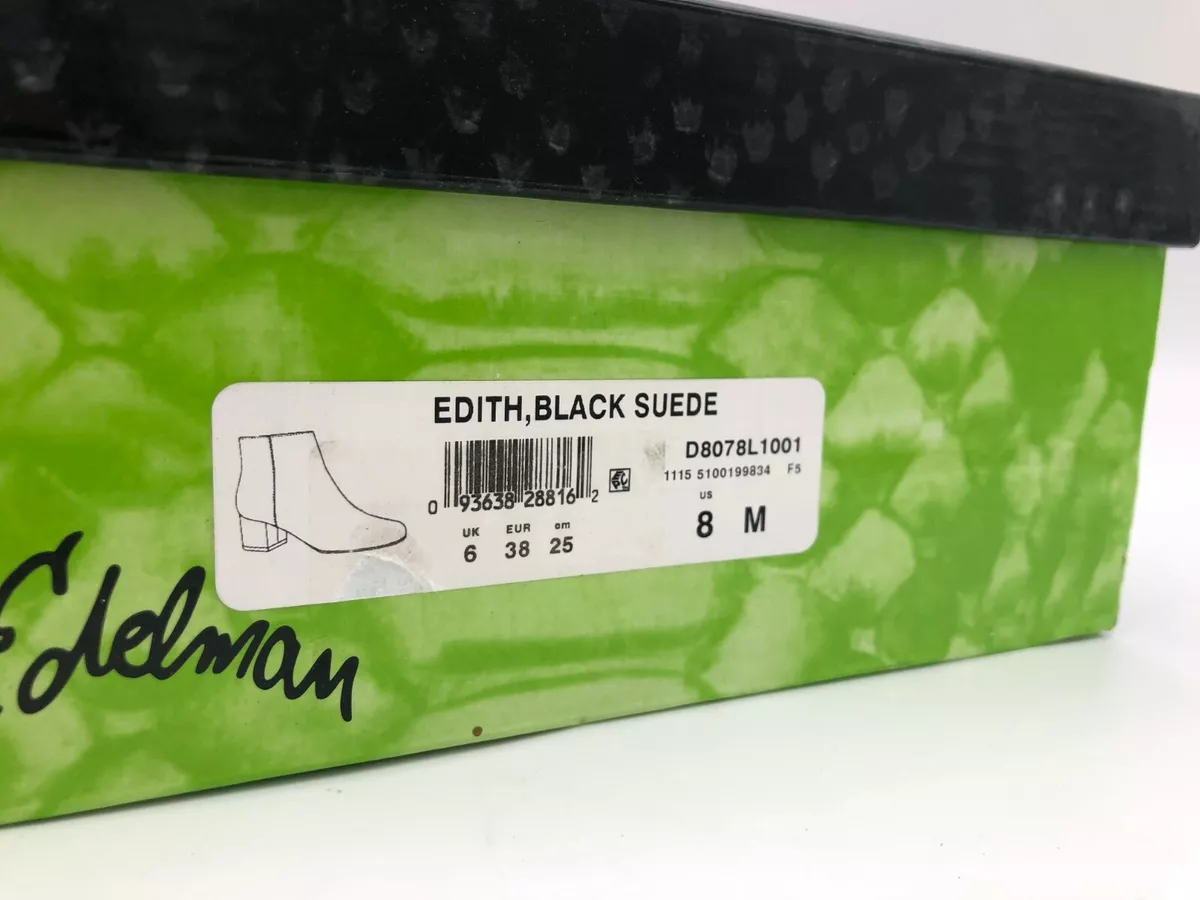 EDITH,BLACK SUEDE
D8078L1001
1115 5100199834 F5
0 93638 28816 2
UK EUR cm
6 38 25
US
8 M
Edelman